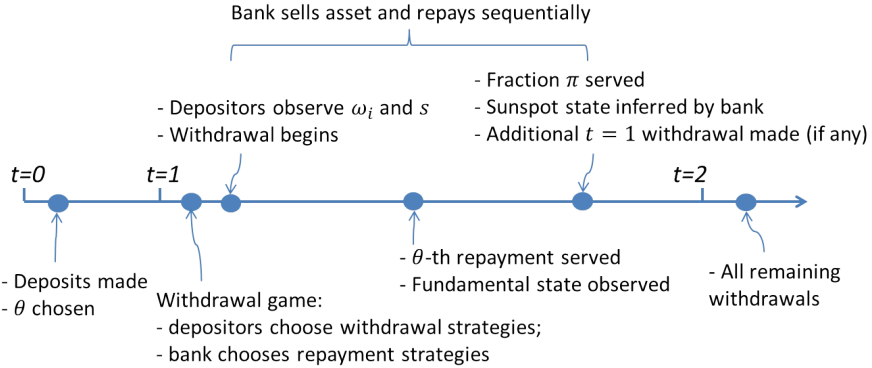 Bank sells asset and repays sequentially
- Depositors observe ω_i and s
- Withdrawal begins
- Fraction π served
- Sunspot state inferred by bank
- Additional t = 1 withdrawal made (if any)
t=0
t=1
t=2
- Deposits made
- θ chosen
Withdrawal game:
- depositors choose withdrawal strategies;
- bank chooses repayment strategies
- θ-th repayment served
- Fundamental state observed
- All remaining
withdrawals